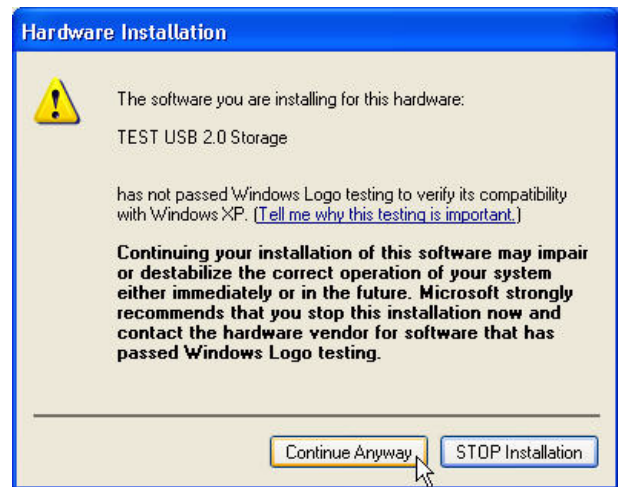 Hardware Installation
The software you are installing for this hardware:
TEST USB 2.0 Storage
has not passed Windows Logo testing to verify its compatibility
with Windows XP. (Tell me why this testing is important.)
Continuing your installation of this software may impair
or destabilize the correct operation of your system
either immediately or in the future. Microsoft strongly
recommends that you stop this installation now and
contact the hardware vendor for software that has
passed Windows Logo testing.
Continue Anyway STOP Installation